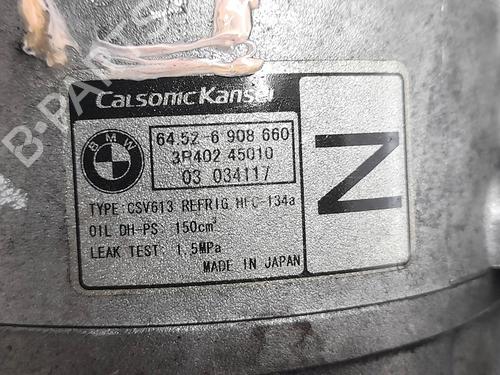 CalsonicKansei
BMW
64.52-6 908 660
3R402 45010
03 034117
TYPE: CSV613 REFRIG HFC-134a
OIL DH-PS: 150cm³
LEAK TEST: 1.5MPa
MADE IN JAPAN
Z
B-PARTS